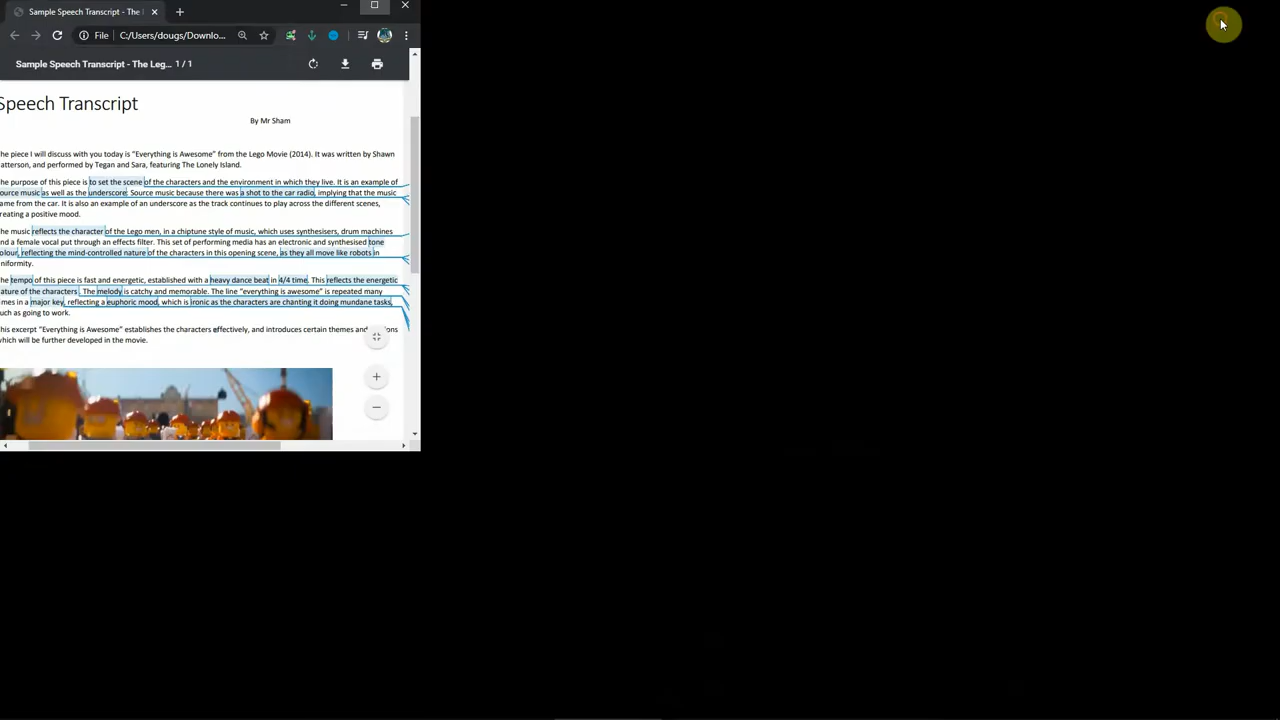 Sample Speech Transcript - The
File C:/Users/dougs/Downlo...
Sample Speech Transcript - The Leg... 1 / 1
Speech Transcript
By Mr Sham
he piece I will discuss with you today is “Everything is Awesome” from the Lego Movie (2014). It was written by Shawn
atterson, and performed by Tegan and Sara, featuring The Lonely Island.
he purpose of this piece is to set the scene of the characters and the environment in which they live. It is an example of
ource music as well as the underscore. Source music because there was a shot to the car radio, implying that the music
ame from the car. It is also an example of an underscore as the track continues to play across the different scenes,
reating a positive mood.
he music reflects the character of the Lego men, in a chiptune style of music, which uses synthesisers, drum machines
nd a female vocal put through an effects filter. This set of performing media has an electronic and synthesised tone
olour, reflecting the mind-controlled nature of the characters in this opening scene, as they all move like robots in
niformity.
he tempo of this piece is fast and energetic, established with a heavy dance beat in 4/4 time. This reflects the energetic
ature of the characters. The melody is catchy and memorable. The line “everything is awesome” is repeated many
mes in a major key, reflecting a euphoric mood, which is ironic as the characters are chanting it doing mundane tasks,
uch as going to work.
his excerpt “Everything is Awesome” establishes the characters effectively, and introduces certain themes and ons
which will be further developed in the movie.